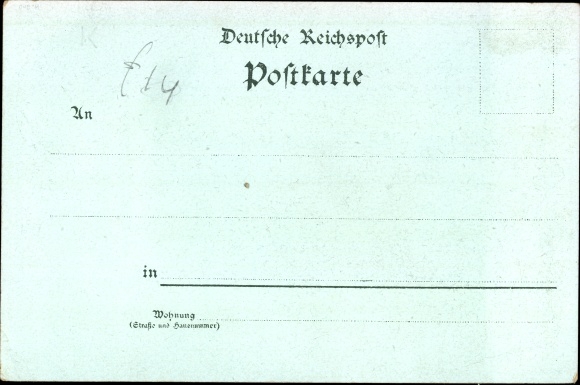 Deutsche Reichspost
Postkarte
An
in
Wohnung
(Straße und Hausnummer)